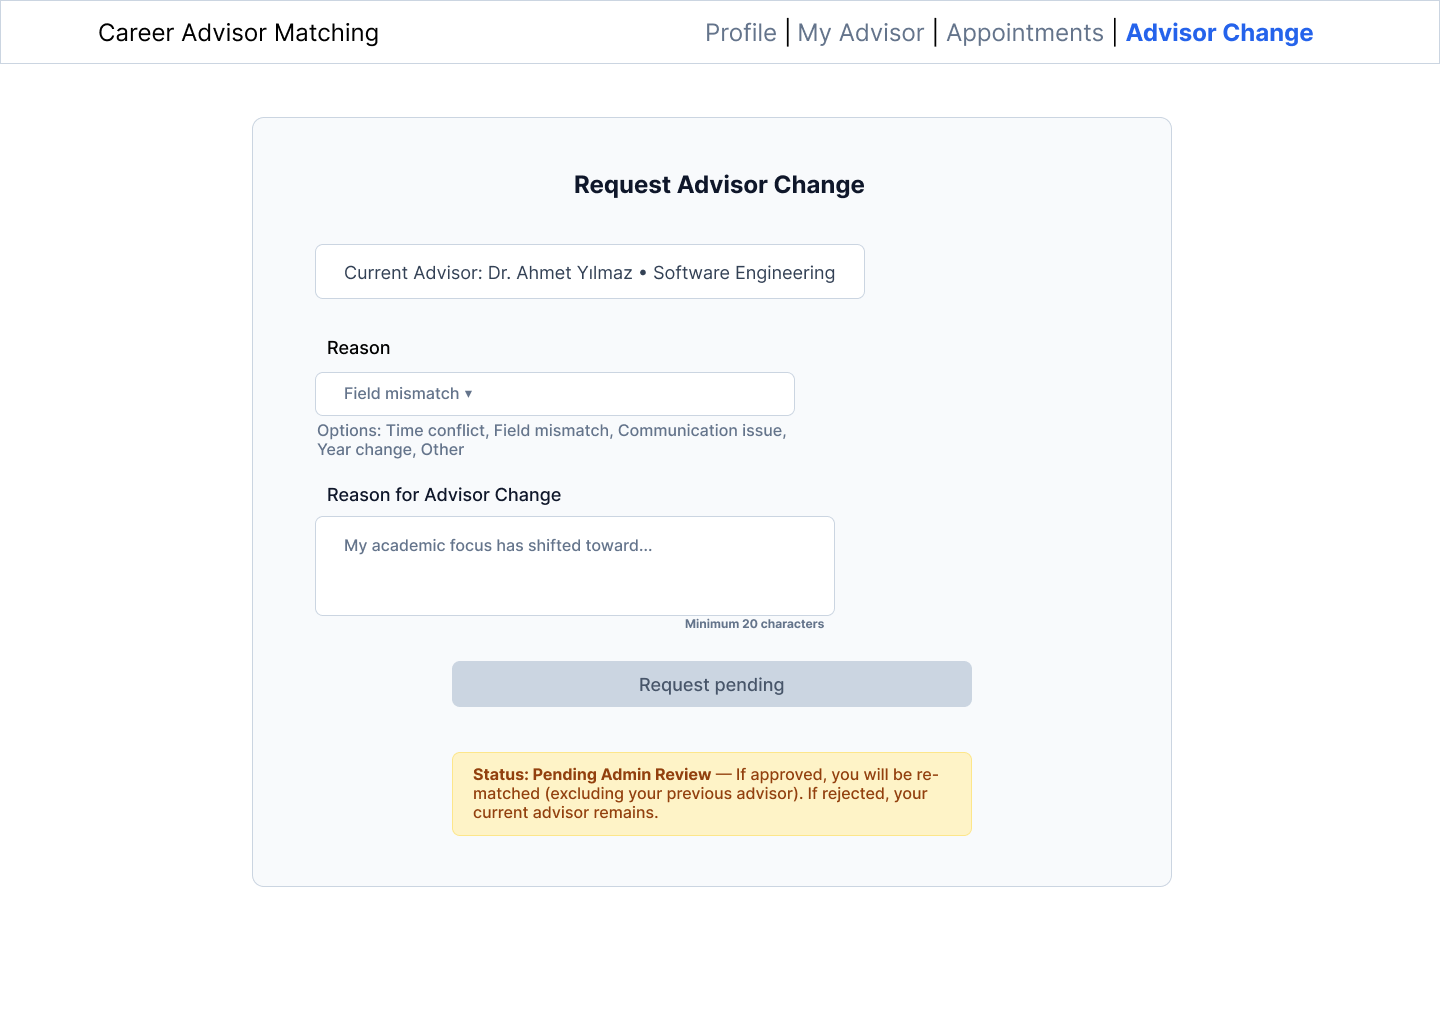 Career Advisor Matching
Profile | My Advisor | Appointments | Advisor Change
Request Advisor Change
Current Advisor: Dr. Ahmet Yılmaz • Software Engineering
Reason
Field mismatch ▾
Options: Time conflict, Field mismatch, Communication issue,
Year change, Other
Reason for Advisor Change
My academic focus has shifted toward...
Minimum 20 characters
Request pending
Status: Pending Admin Review — If approved, you will be re-
matched (excluding your previous advisor). If rejected, your
current advisor remains.